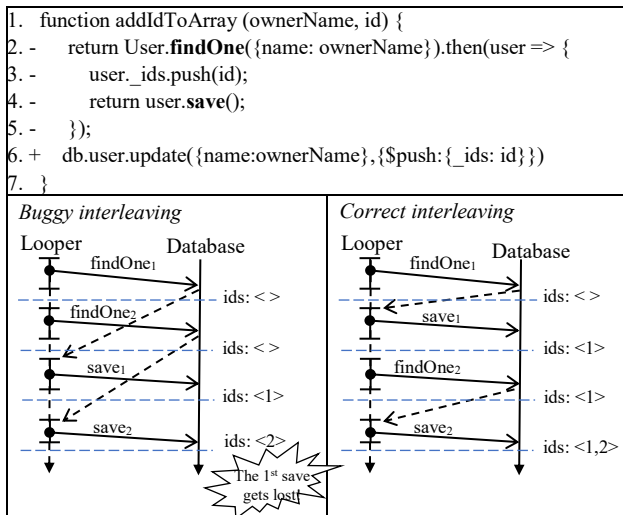 1. function addIdToArray (ownerName, id) {
2. - return User.findOne({name: ownerName}).then(user => {
3. - user._ids.push(id);
4. - return user.save();
5. - });
6. + db.user.update({name:ownerName},{$push:{_ids: id}})
7. }
Buggy interleaving
Looper
Database
findOne1
ids: < >
findOne2
ids: < >
save1
ids: <1>
save2
ids: <2>
The 1st save
gets lost!
Correct interleaving
Looper
Database
findOne1
ids: < >
save1
ids: <1>
findOne2
ids: <1>
save2
ids: <1,2>